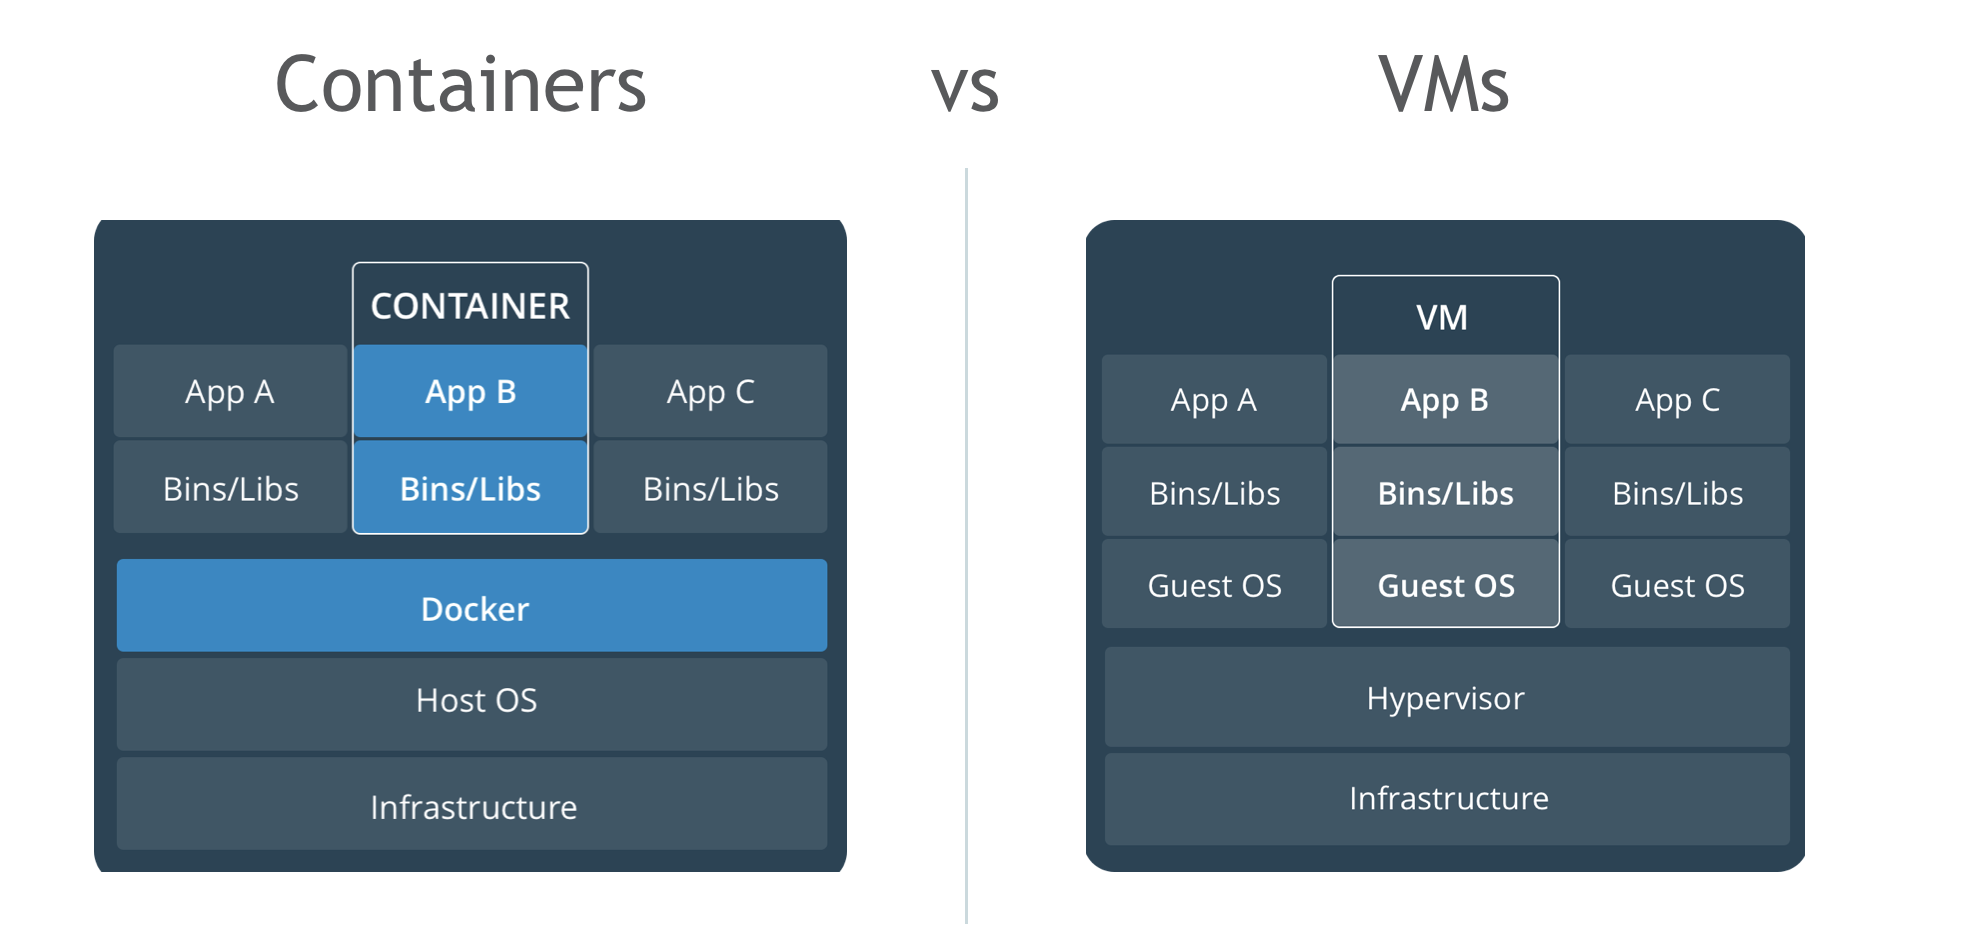 Containers vs VMs
CONTAINER
App A App B App C
Bins/Libs Bins/Libs Bins/Libs
Docker
Host OS
Infrastructure
VM
App A App B App C
Bins/Libs Bins/Libs Bins/Libs
Guest OS Guest OS Guest OS
Hypervisor
Infrastructure